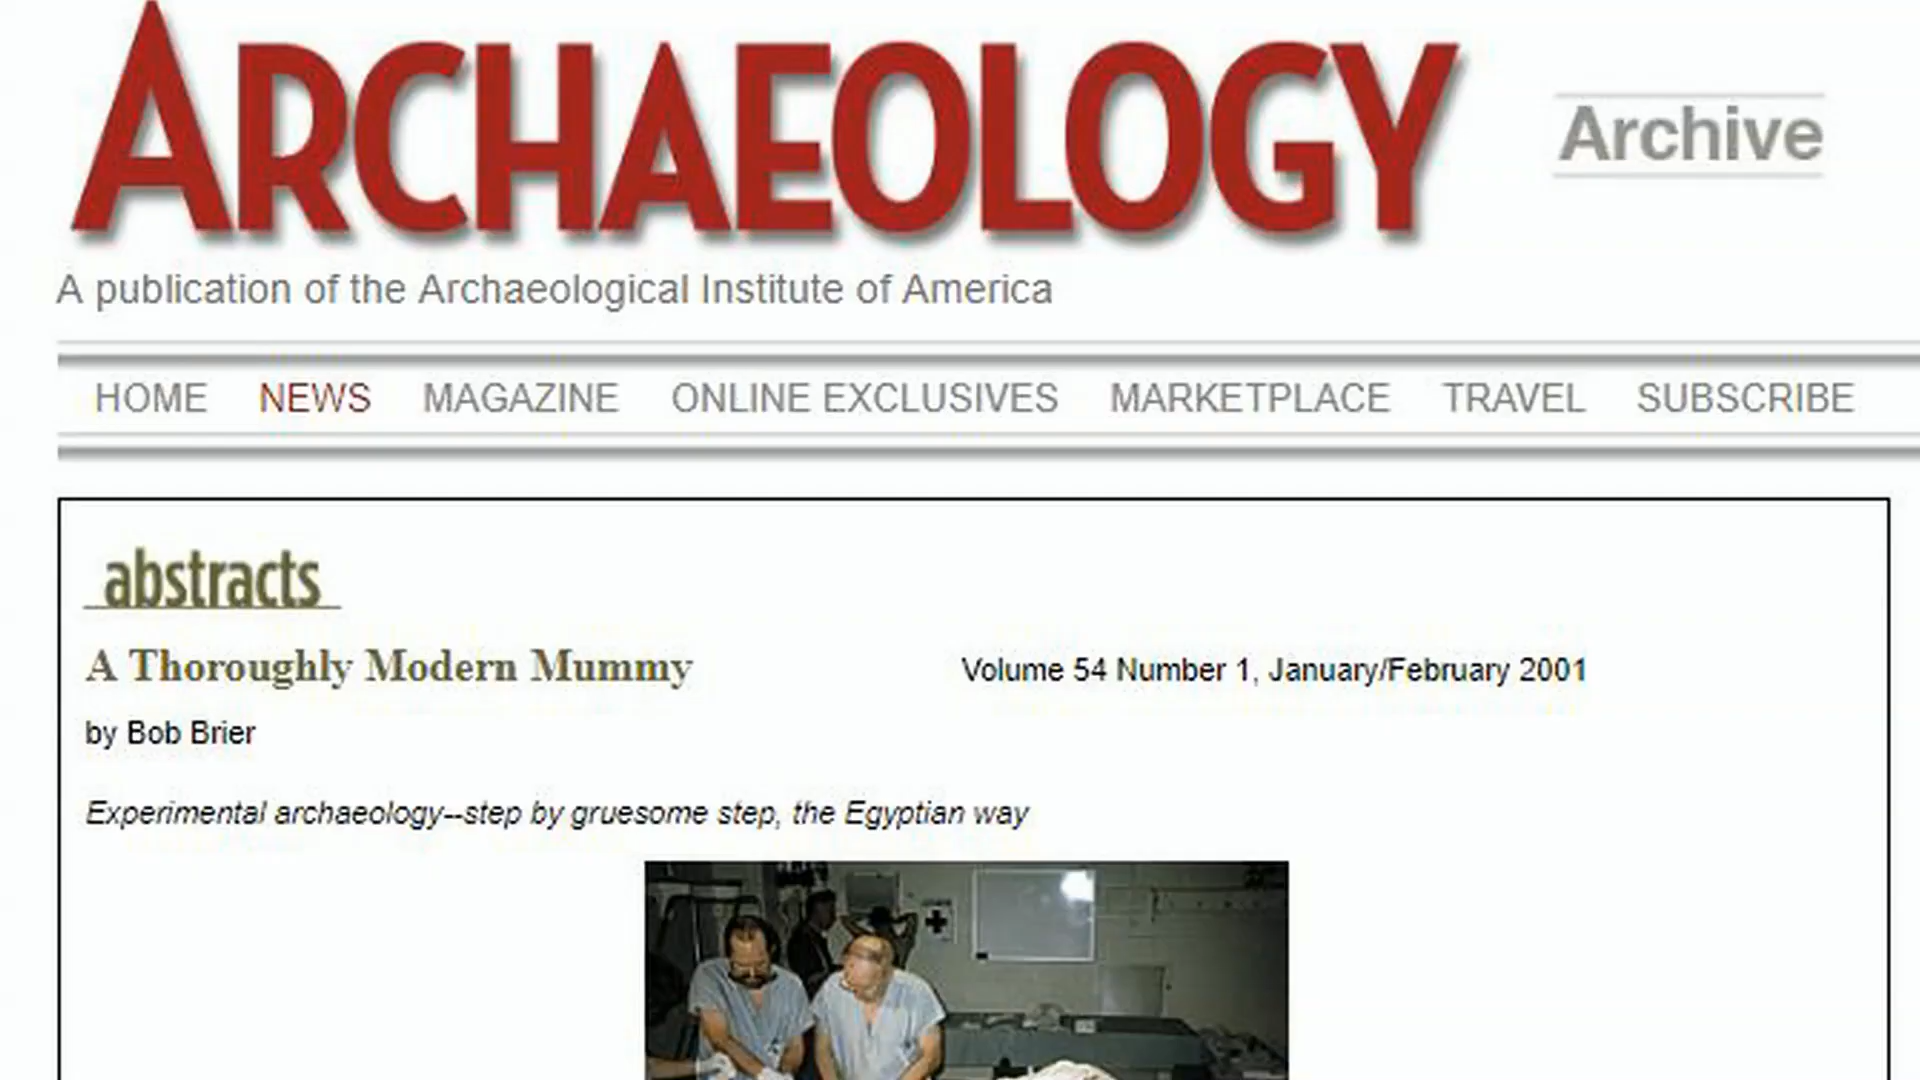 ARCHAEOLOGY
Archive
A publication of the Archaeological Institute of America
HOME NEWS MAGAZINE ONLINE EXCLUSIVES MARKETPLACE TRAVEL SUBSCRIBE
abstracts
A Thoroughly Modern Mummy
Volume 54 Number 1, January/February 2001
by Bob Brier
Experimental archaeology--step by gruesome step, the Egyptian way